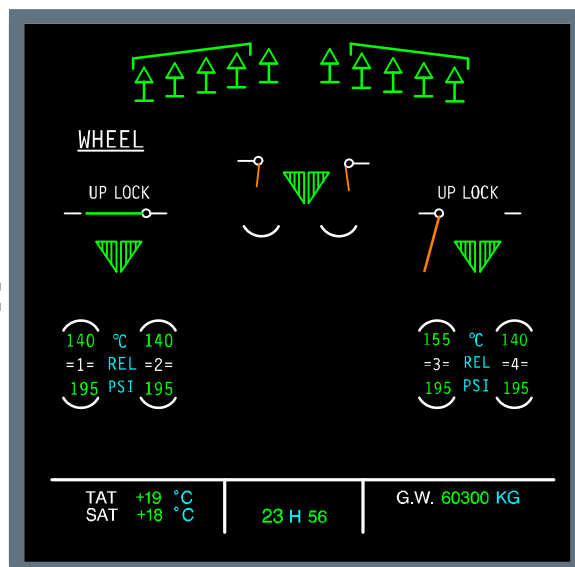 WHEEL
UP LOCK UP LOCK
140 °C 140 155 °C 140
=1= REL =2= =3= REL =4=
195 PSI 195 195 PSI 195
TAT +19 °C G.W. 60300 KG
SAT +18 °C 23 H 56